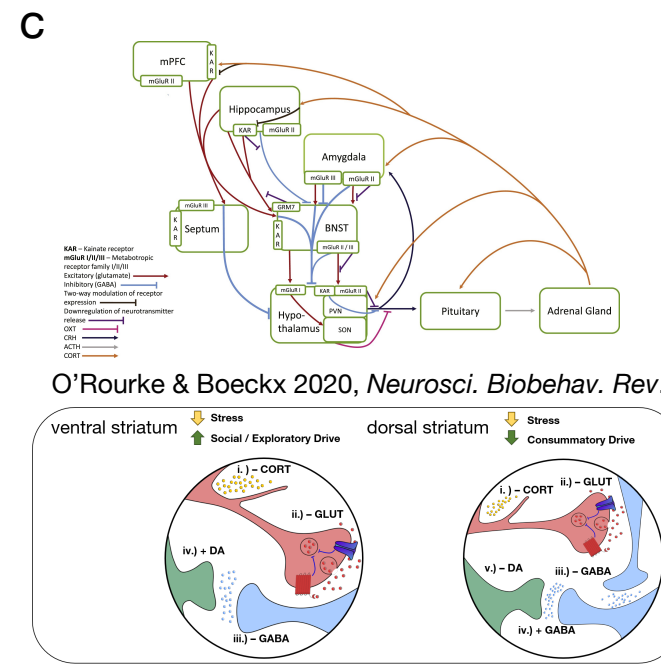 C
mPFC
K
A
R
mGluR II
Hippocampus
KAR
mGluR II
Amygdala
mGluR III
mGluR II
mGluR III
K
A
R
Septum
GRM7
K
A
R
BNST
mGluR II / III
mGluR I
KAR
mGluR II
Hypo-
thalamus
PVN
SON
Pituitary
Adrenal Gland
KAR – Kainate receptor
mGluR I/II/III – Metabotropic
receptor family I/II/III
Excitatory (glutamate)
Inhibitory (GABA)
Two-way modulation of receptor
expression
Downregulation of neurotransmitter
release
OXT
CRH
ACTH
CORT
O’Rourke & Boeckx 2020, Neurosci. Biobehav. Rev.
ventral striatum
Stress
Social / Exploratory Drive
i. ) – CORT
ii.) – GLUT
iv.) + DA
iii.) – GABA
dorsal striatum
Stress
Consummatory Drive
ii.) – GLUT
i. ) – CORT
v.) – DA
iii.) – GABA
iv.) + GABA